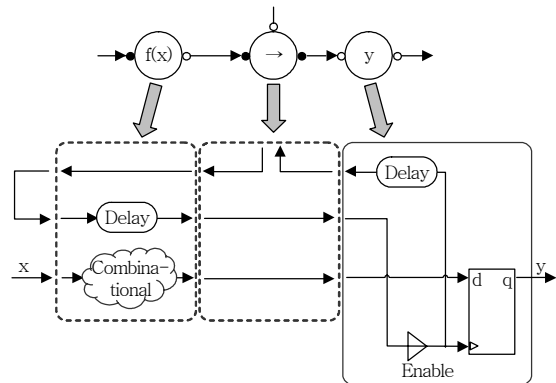 f(x)
→
y
Delay
Delay
x
Combina-
tional
d
q
y
Enable